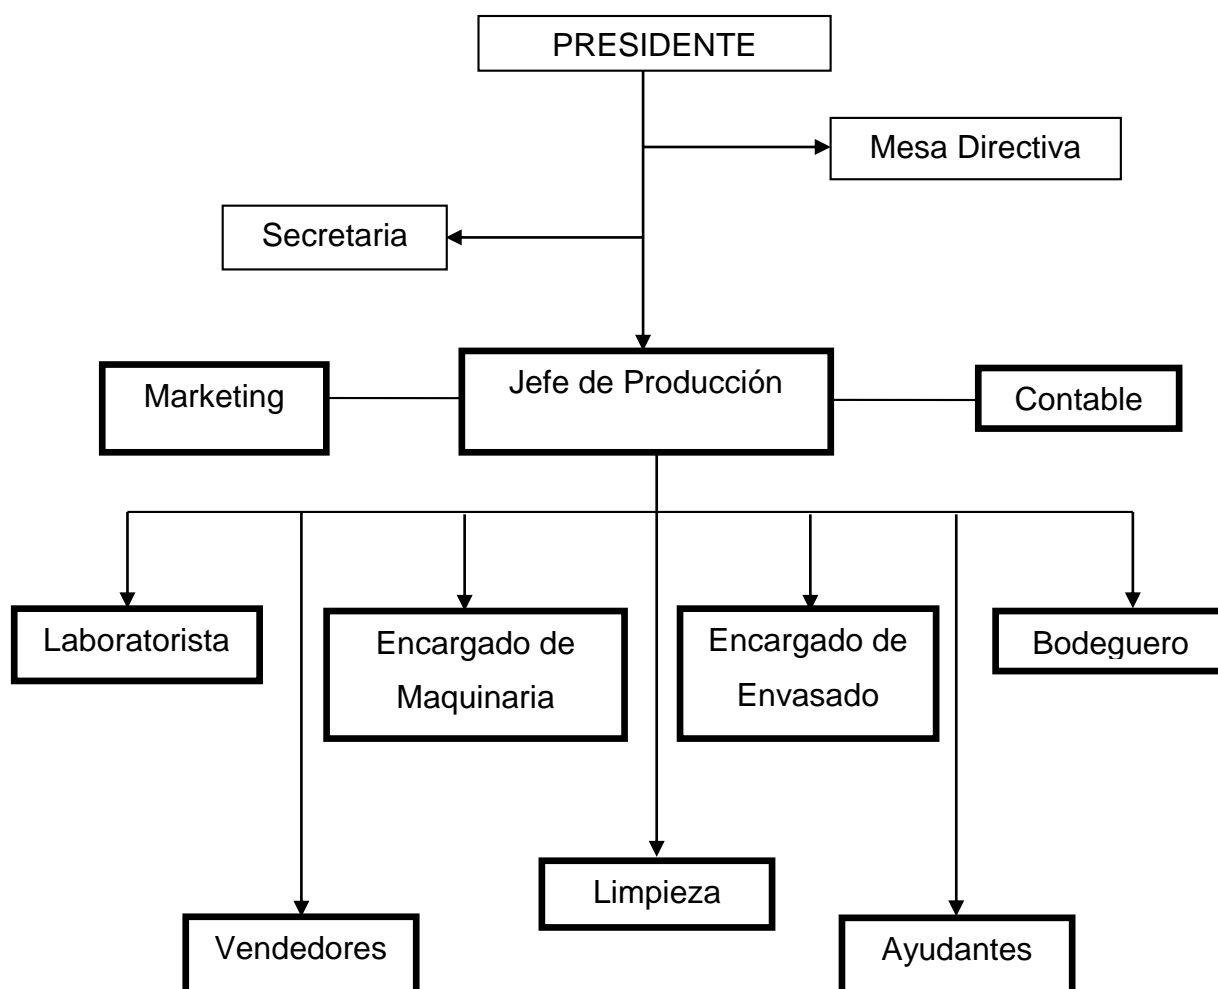 PRESIDENTE
Mesa Directiva
Secretaria
Marketing
Jefe de Producción
Contable
Laboratorista
Encargado de
Maquinaria
Encargado de
Envasado
Bodeguero
Limpieza
Vendedores
Ayudantes